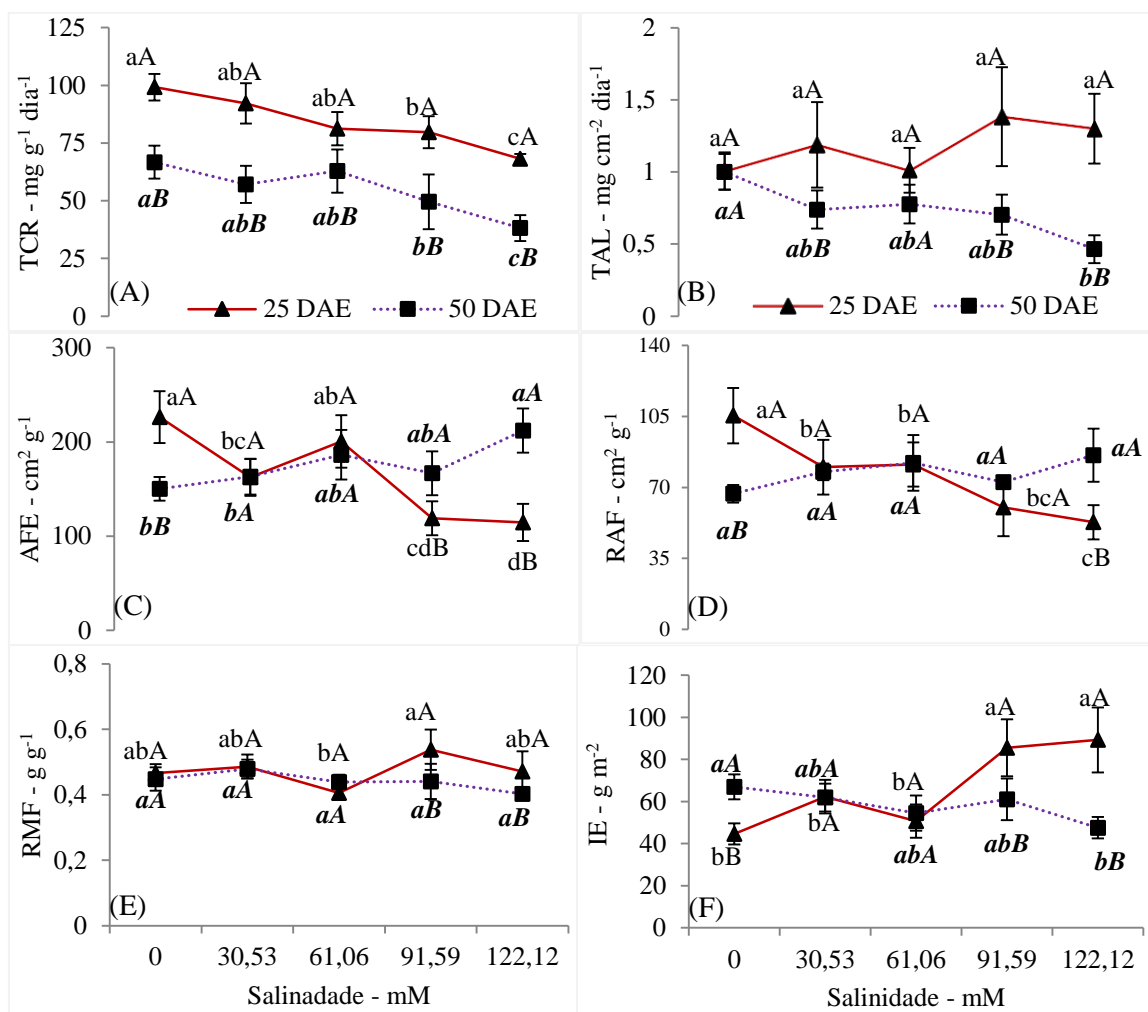 125
100
75
50
25
0
TCR - mg g⁻¹ dia⁻¹
aA
abA
abA
bA
cA
aB
abB
abB
bB
cB
(A)
25 DAE
50 DAE
2
1,5
1
0,5
0
TAL - mg cm⁻² dia⁻¹
aA
aA
aA
aA
aA
aA
abB
abA
abB
bB
(B)
25 DAE
50 DAE
300
200
100
0
AFE - cm² g⁻¹
aA
bcA
abA
abA
aA
bB
bA
abA
cdB
dB
(C)
140
105
70
35
0
RAF - cm² g⁻¹
aA
bA
bA
aA
aA
aB
aA
aA
bcA
cB
(D)
0,8
0,6
0,4
0,2
0
RMF - g g⁻¹
abA
abA
bA
aA
abA
aA
aA
aA
aB
aB
(E)
0
30,53
61,06
91,59
122,12
Salinadade - mM
120
100
80
60
40
20
0
IE - g m⁻²
aA
abA
bA
aA
aA
bB
bA
abA
abB
bB
(F)
0
30,53
61,06
91,59
122,12
Salinidade - mM